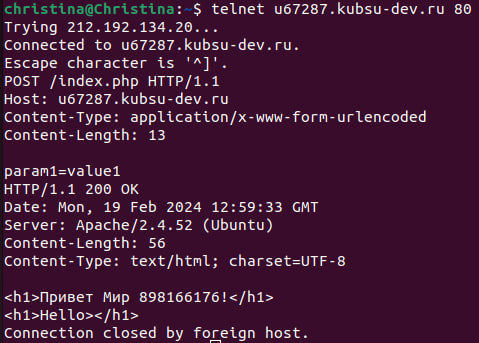 christina@Christina:~$ telnet u67287.kubsu-dev.ru 80
Trying 212.192.134.20...
Connected to u67287.kubsu-dev.ru.
Escape character is '^]'.
POST /index.php HTTP/1.1
Host: u67287.kubsu-dev.ru
Content-Type: application/x-www-form-urlencoded
Content-Length: 13

param1=value1
HTTP/1.1 200 OK
Date: Mon, 19 Feb 2024 12:59:33 GMT
Server: Apache/2.4.52 (Ubuntu)
Content-Length: 56
Content-Type: text/html; charset=UTF-8

<h1>Привет Мир 898166176!</h1>
<h1>Hello></h1>
Connection closed by foreign host.